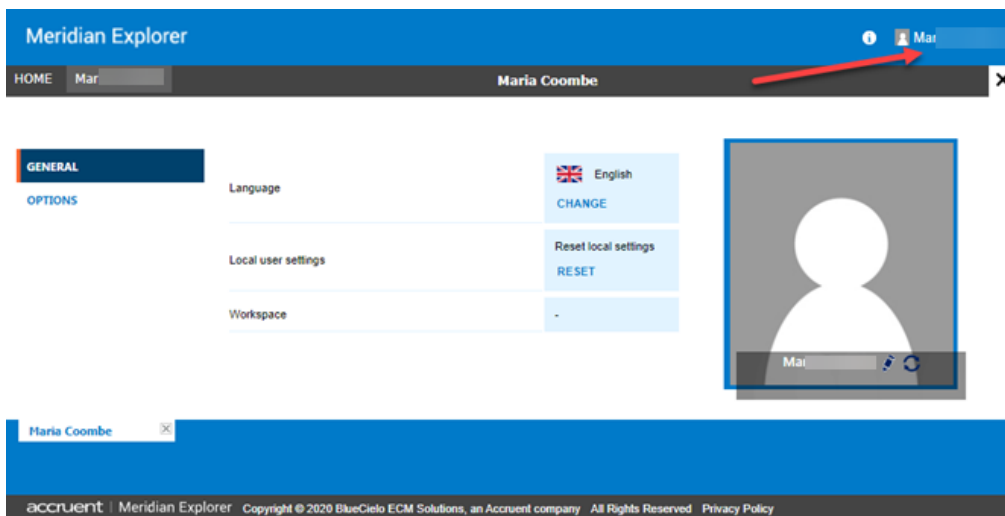 Meridian Explorer
Mar
HOME Mar Maria Coombe
GENERAL
OPTIONS
Language
English
CHANGE
Local user settings
Reset local settings
RESET
Workspace
-
Mar
Maria Coombe
accruent | Meridian Explorer Copyright © 2020 BlueCielo ECM Solutions, an Accruent company All Rights Reserved Privacy Policy